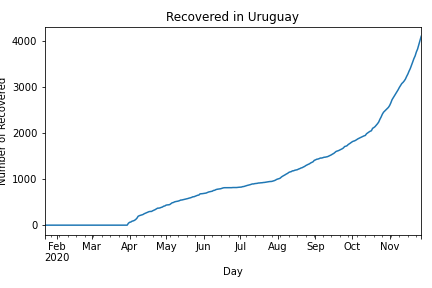 Recovered in Uruguay
4000
3000
2000
1000
0
Number of Recovered
Feb Mar Apr May Jun Jul Aug Sep Oct Nov
2020
Day